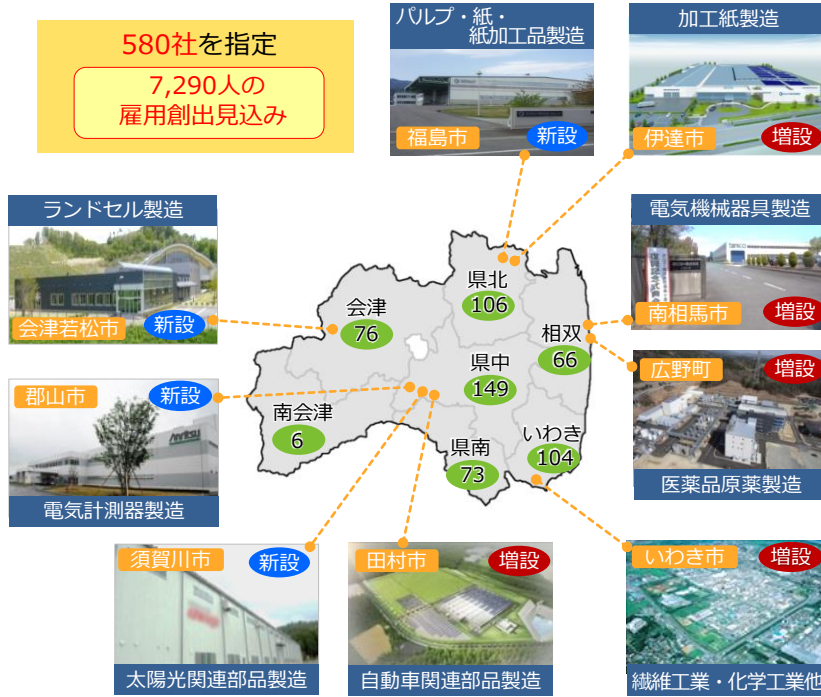 580社を指定
7,290人の
雇用創出見込み
パルプ・紙・
紙加工品製造
福島市
新設
加工紙製造
伊達市
増設
ランドセル製造
会津若松市
新設
電気機械器具製造
南相馬市
増設
県北
106
会津
76
相双
66
県中
149
南会津
6
県南
73
いわき
104
郡山市
新設
Anritsu
電気計測器製造
広野町
増設
医薬品原薬製造
須賀川市
新設
太陽光関連部品製造
田村市
増設
自動車関連部品製造
いわき市
増設
繊維工業・化学工業他